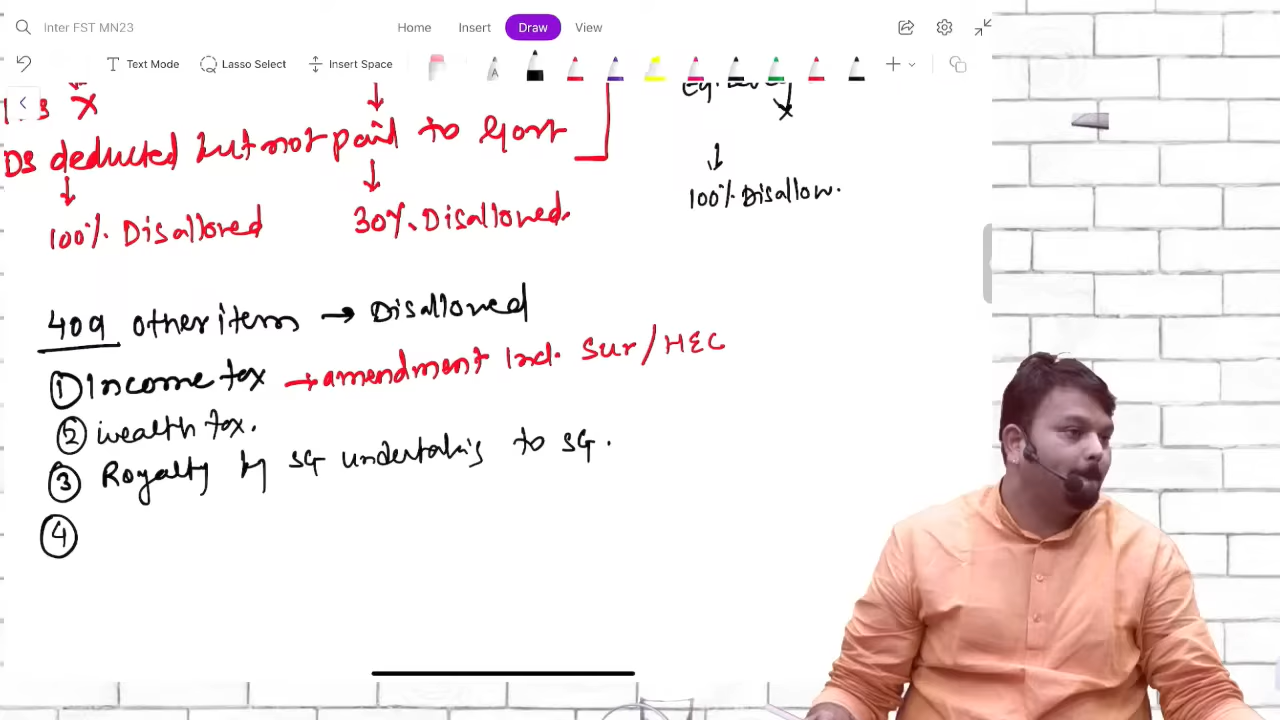 Inter FST MN23
Home Insert Draw View
Text Mode Lasso Select Insert Space
DS deducted but not paid to Govt
100% Disallowed 30% Disallowed.
100% Disallow.
40a other items → Disallowed
① Income tax → amendment Incl. Sur/HEC
② wealth tax.
③ Royalty by SG undertaking to SG.
④